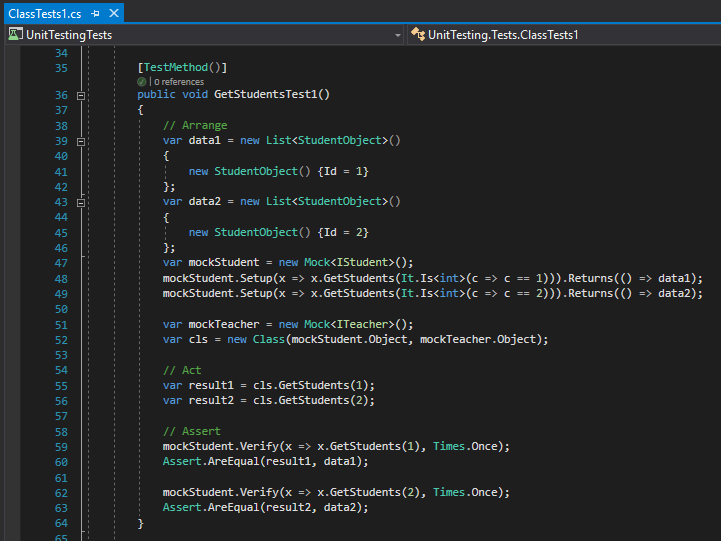 ClassTests1.cs
UnitTestingTests UnitTesting.Tests.ClassTests1
34
35 [TestMethod()]
| 0 references
36 public void GetStudentsTest1()
37 {
38 // Arrange
39 var data1 = new List<StudentObject>()
40 {
41 new StudentObject() {Id = 1}
42 };
43 var data2 = new List<StudentObject>()
44 {
45 new StudentObject() {Id = 2}
46 };
47 var mockStudent = new Mock<IStudent>();
48 mockStudent.Setup(x => x.GetStudents(It.Is<int>(c => c == 1))).Returns(() => data1);
49 mockStudent.Setup(x => x.GetStudents(It.Is<int>(c => c == 2))).Returns(() => data2);
50
51 var mockTeacher = new Mock<ITeacher>();
52 var cls = new Class(mockStudent.Object, mockTeacher.Object);
53
54 // Act
55 var result1 = cls.GetStudents(1);
56 var result2 = cls.GetStudents(2);
57
58 // Assert
59 mockStudent.Verify(x => x.GetStudents(1), Times.Once);
60 Assert.AreEqual(result1, data1);
61
62 mockStudent.Verify(x => x.GetStudents(2), Times.Once);
63 Assert.AreEqual(result2, data2);
64 }
65